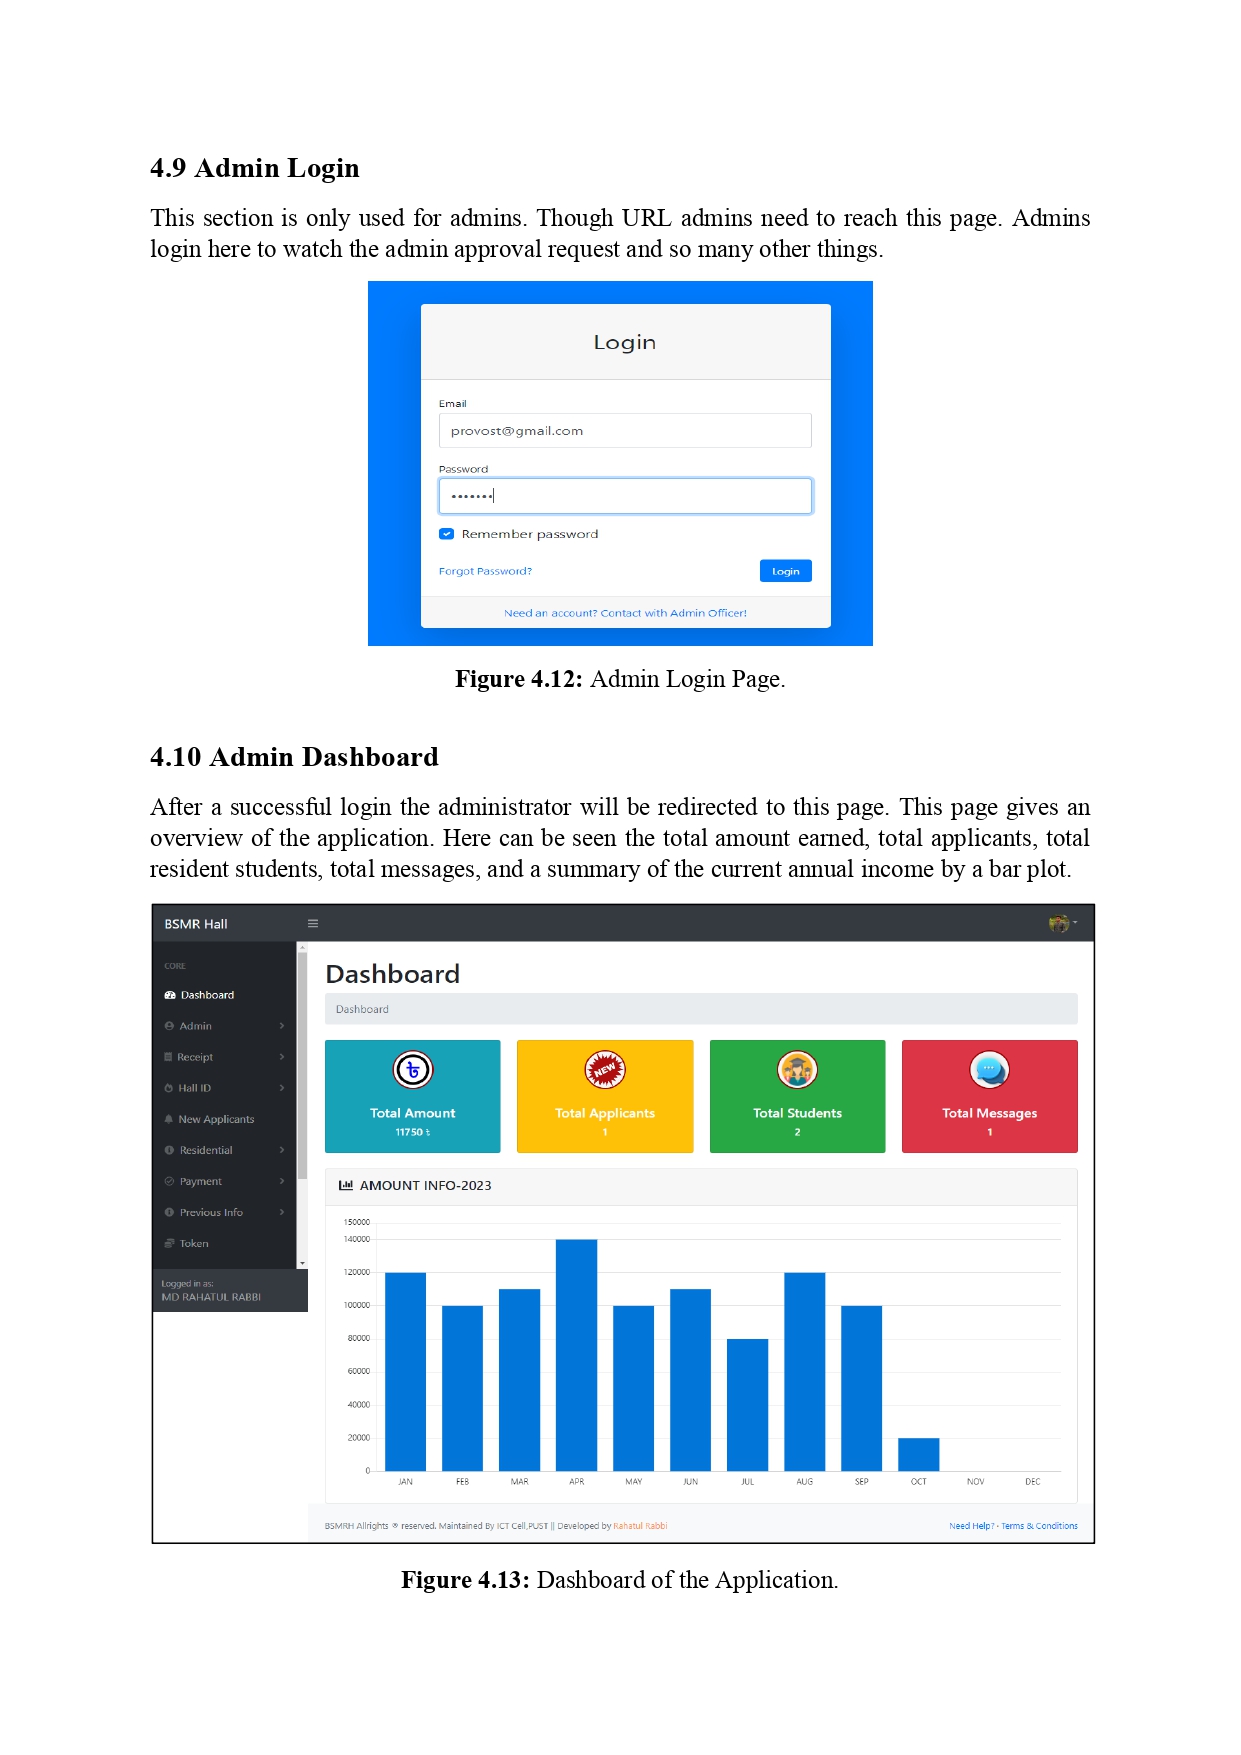 4.9 Admin Login
This section is only used for admins. Though URL admins need to reach this page. Admins
login here to watch the admin approval request and so many other things.
Login
Email
provost@gmail.com
Password
•••••••
Remember password
Forgot Password?
Login
Need an account? Contact with Admin Officer!
Figure 4.12: Admin Login Page.
4.10 Admin Dashboard
After a successful login the administrator will be redirected to this page. This page gives an
overview of the application. Here can be seen the total amount earned, total applicants, total
resident students, total messages, and a summary of the current annual income by a bar plot.
BSMR Hall
CORE
Dashboard
Admin
Receipt
Hall ID
New Applicants
Residential
Payment
Previous Info
Token
Logged in as:
MD RAHATUL RABBI
Dashboard
Dashboard
৳
Total Amount
11750 ৳
NEW
Total Applicants
1
Total Students
2
Total Messages
1
AMOUNT INFO-2023
150000
140000
120000
100000
80000
60000
40000
20000
0
JAN FEB MAR APR MAY JUN JUL AUG SEP OCT NOV DEC
BSMRH Allrights ® reserved. Maintained By ICT Cell,PUST || Developed by Rahatul Rabbi
Need Help? · Terms & Conditions
Figure 4.13: Dashboard of the Application.